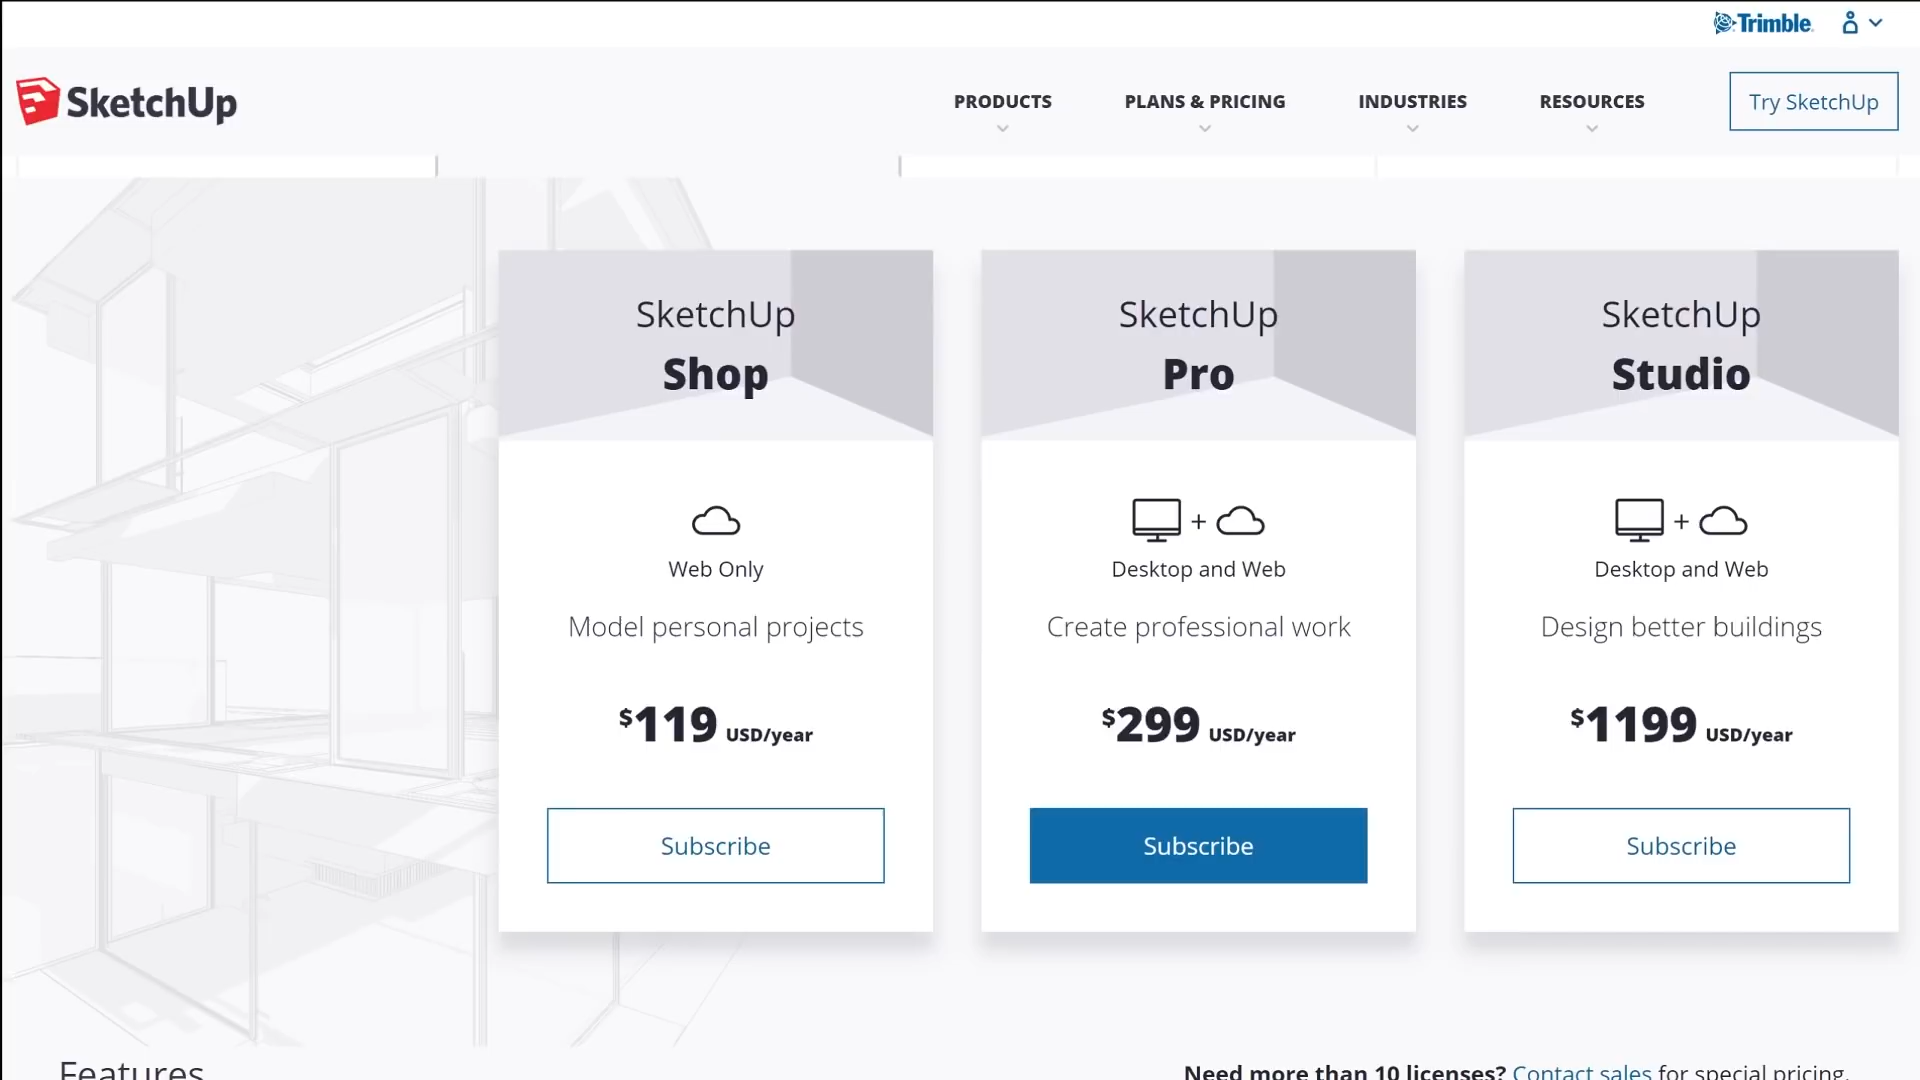 Trimble
SketchUp
PRODUCTS
PLANS & PRICING
INDUSTRIES
RESOURCES
Try SketchUp
SketchUp
Shop
Web Only
Model personal projects
$119 USD/year
Subscribe
SketchUp
Pro
Desktop and Web
Create professional work
$299 USD/year
Subscribe
SketchUp
Studio
Desktop and Web
Design better buildings
$1199 USD/year
Subscribe
Features
Need more than 10 licenses? Contact sales for special pricing.